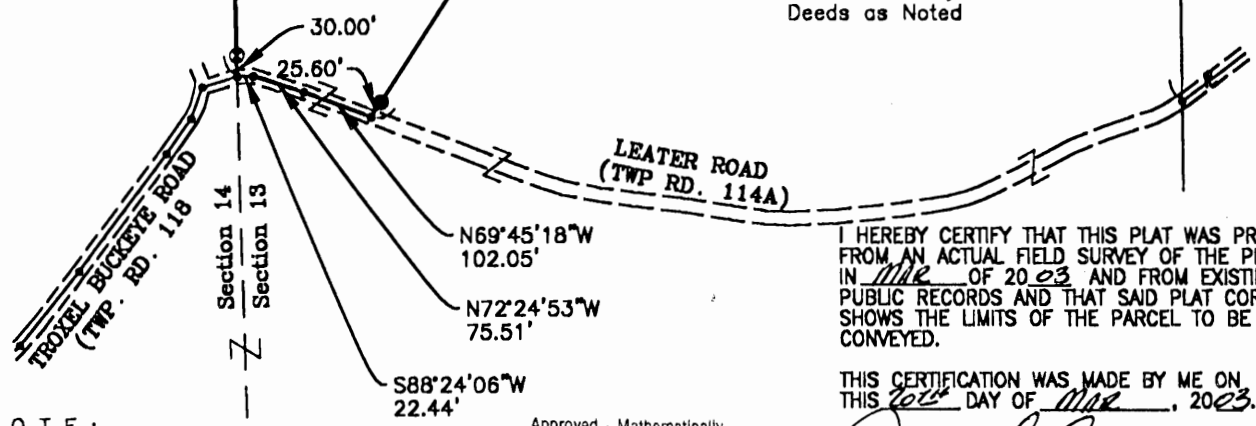 Deeds as Noted
30.00'
25.60'
LEATER ROAD
(TWP RD. 114A)
TROXEL BUCKEYE ROAD
(TWP. RD. 118
Section 14
Section 13
N69°45'18"W
102.05'
N72°24'53"W
75.51'
S88°24'06"W
22.44'
I HEREBY CERTIFY THAT THIS PLAT WAS PR
FROM AN ACTUAL FIELD SURVEY OF THE P
IN MAR OF 2003 AND FROM EXISTI
PUBLIC RECORDS AND THAT SAID PLAT COR
SHOWS THE LIMITS OF THE PARCEL TO BE
CONVEYED.
THIS CERTIFICATION WAS MADE BY ME ON
THIS 20TH DAY OF MAR, 2003.
O T E :
Approved - Mathematically